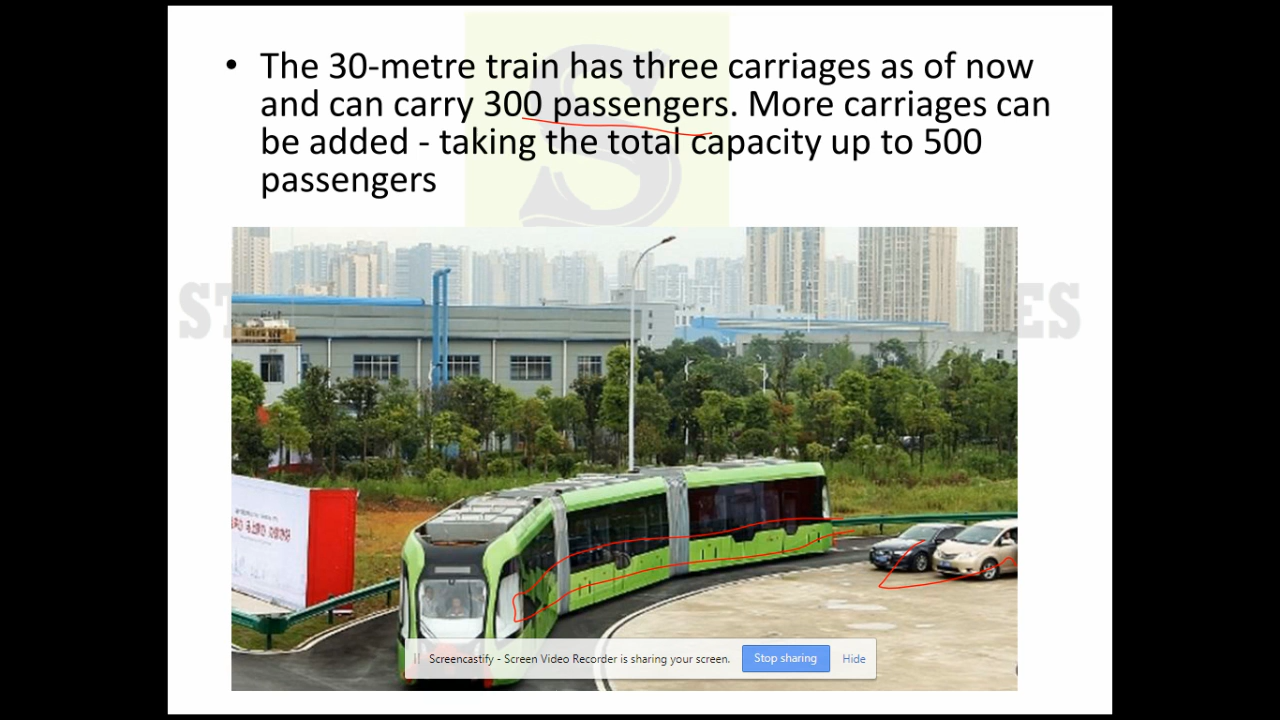 • The 30-metre train has three carriages as of now
and can carry 300 passengers. More carriages can
be added - taking the total capacity up to 500
passengers
Screencastify - Screen Video Recorder is sharing your screen. Stop sharing Hide